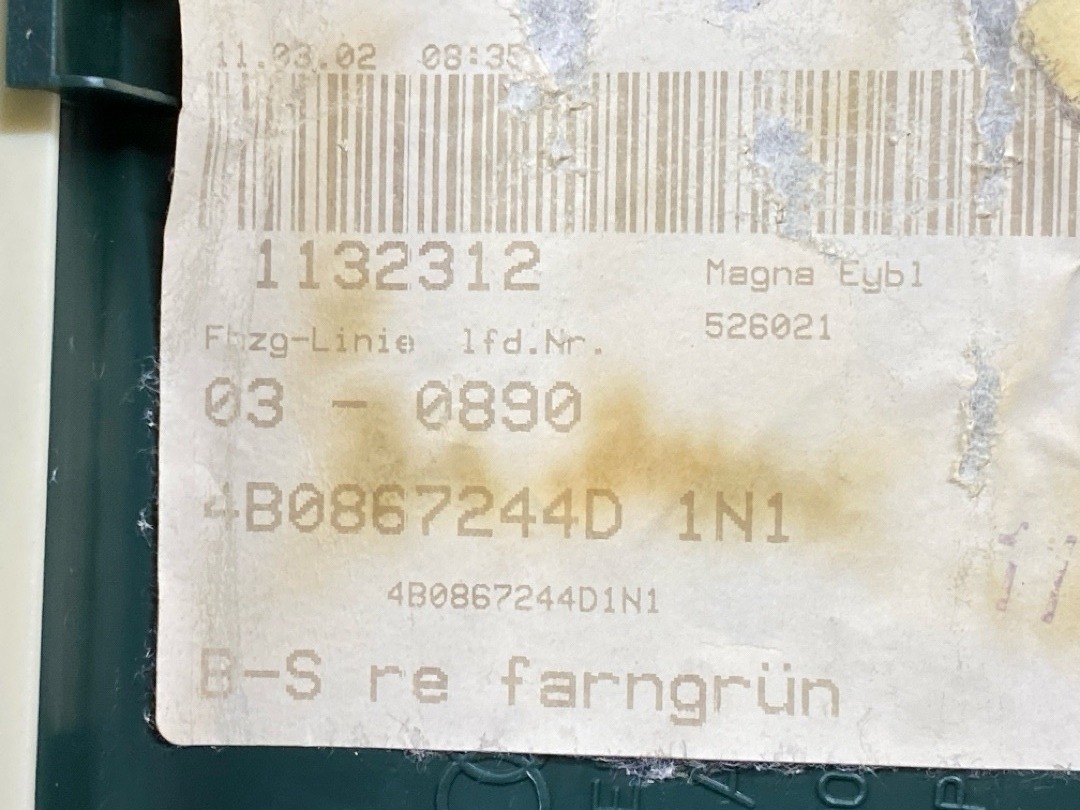 11.03.02 08:35
1132312
Magna Eybl
526021
Fhzg-Linie lfd.Nr.
03 - 0890
4B0867244D 1N1
4B0867244D1N1
B-S re farngrün